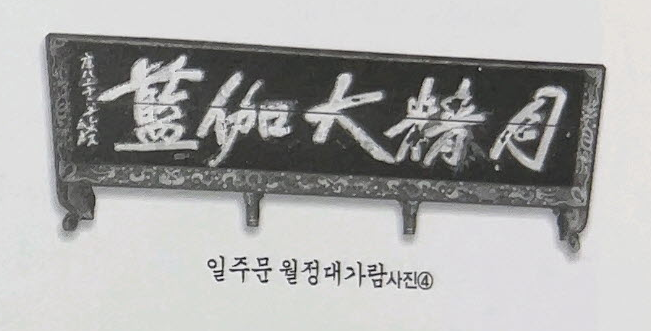 月精大伽藍
일주문 월정대가람사진④